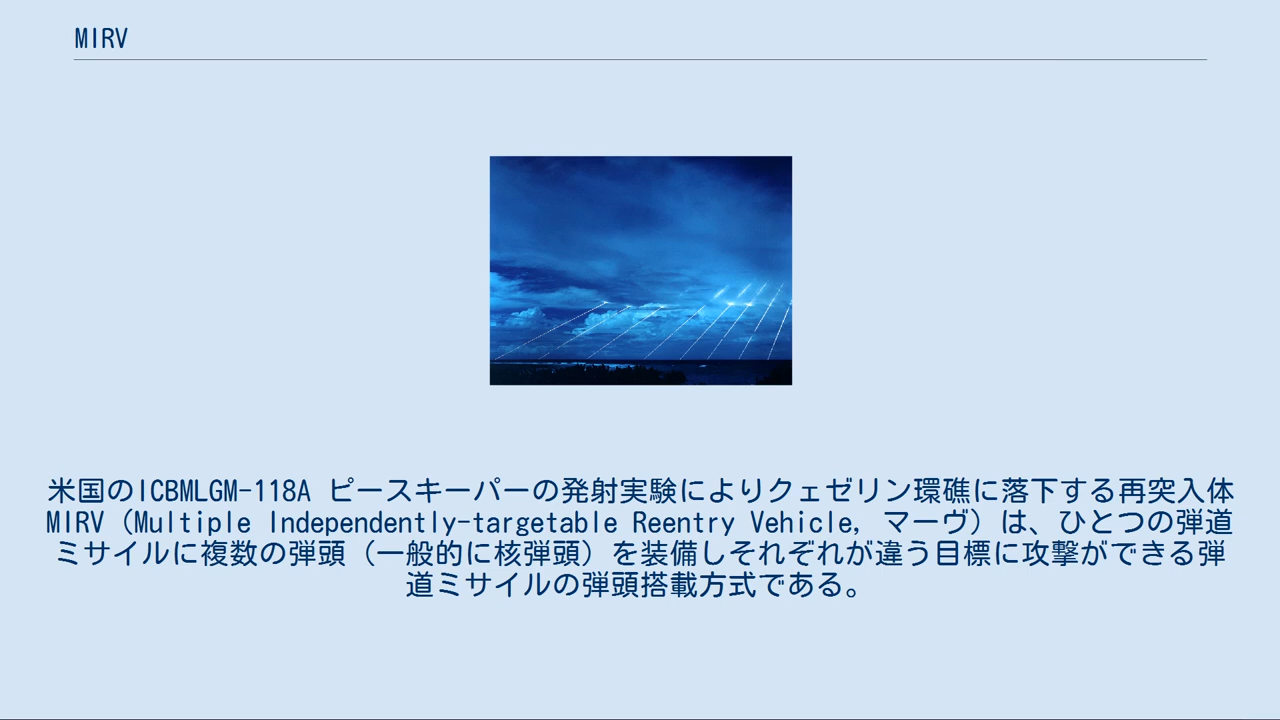 MIRV
米国のICBMLGM-118A ピースキーパーの発射実験によりクェゼリン環礁に落下する再突入体
MIRV（Multiple Independently-targetable Reentry Vehicle, マーヴ）は、ひとつの弾道
ミサイルに複数の弾頭（一般的に核弾頭）を装備しそれぞれが違う目標に攻撃ができる弾
道ミサイルの弾頭搭載方式である。